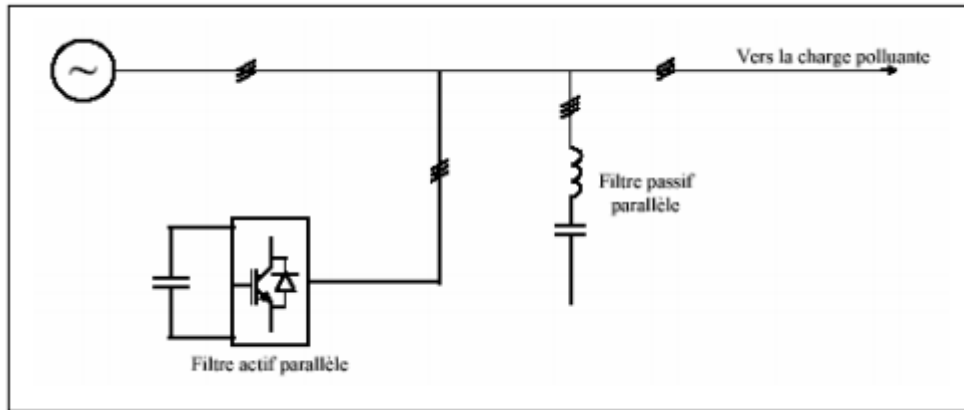 Vers la charge polluante
Filtre passif
parallèle
Filtre actif parallèle